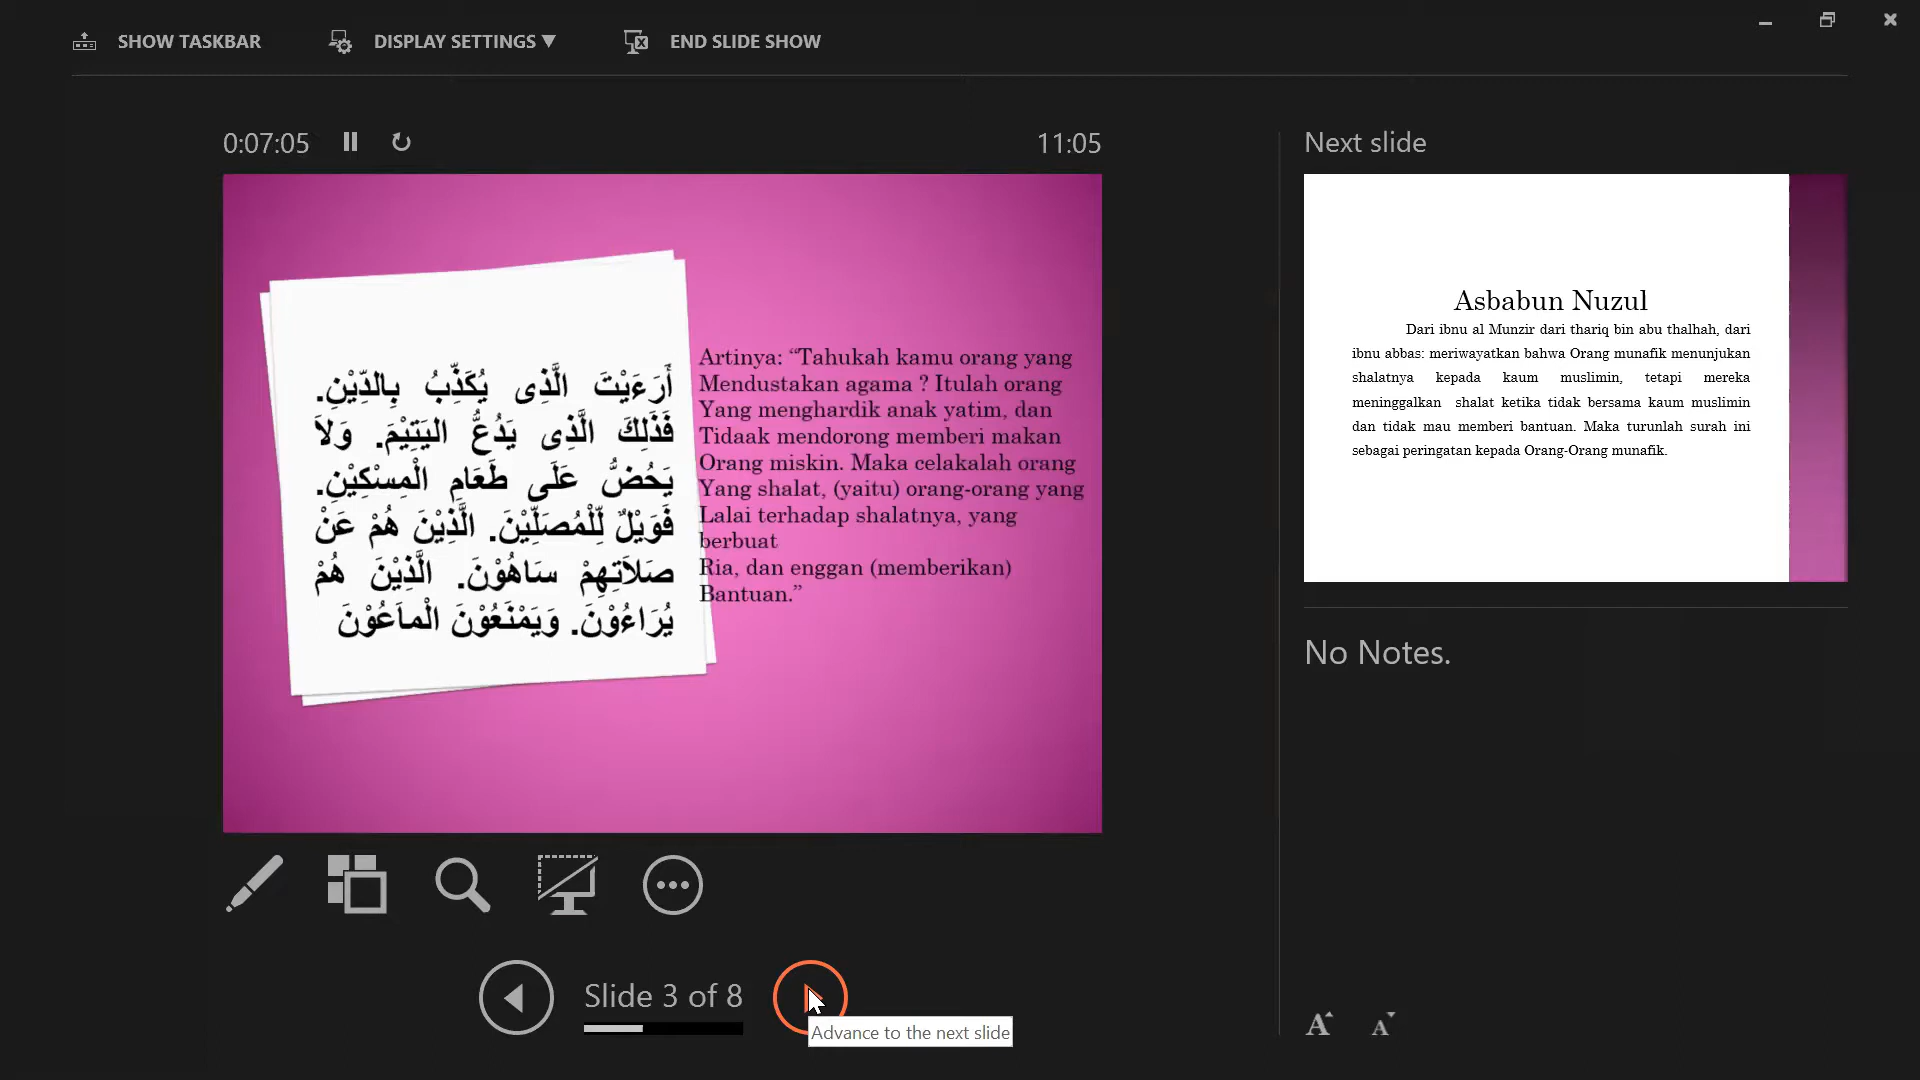 SHOW TASKBAR
DISPLAY SETTINGS ▼
END SLIDE SHOW
0:07:05
11:05
أَرَءَيْتَ الَّذِى يُكَذِّبُ بِالدِّيْنِ.
فَذَلِكَ الَّذِى يَدُعُّ اليَتِيْمَ. وَلاَ
يَحُضُّ عَلَى طَعَامِ الْمِسْكِيْنِ.
فَوَيْلٌ لِّلْمُصَلِّيْنَ. الَّذِيْنَ هُمْ عَنْ
صَلاَتِهِمْ سَاهُوْنَ. الَّذِيْنَ هُمْ
يُرَاءُوْنَ. وَيَمْنَعُوْنَ الْماَعُوْنَ
Artinya: “Tahukah kamu orang yang
Mendustakan agama ? Itulah orang
Yang menghardik anak yatim, dan
Tidaak mendorong memberi makan
Orang miskin. Maka celakalah orang
Yang shalat, (yaitu) orang-orang yang
Lalai terhadap shalatnya, yang
berbuat
Ria, dan enggan (memberikan)
Bantuan.”
Next slide
Asbabun Nuzul
Dari ibnu al Munzir dari thariq bin abu thalhah, dari
ibnu abbas: meriwayatkan bahwa Orang munafik menunjukan
shalatnya kepada kaum muslimin, tetapi mereka
meninggalkan shalat ketika tidak bersama kaum muslimin
dan tidak mau memberi bantuan. Maka turunlah surah ini
sebagai peringatan kepada Orang-Orang munafik.
No Notes.
Slide 3 of 8
Advance to the next slide
A A